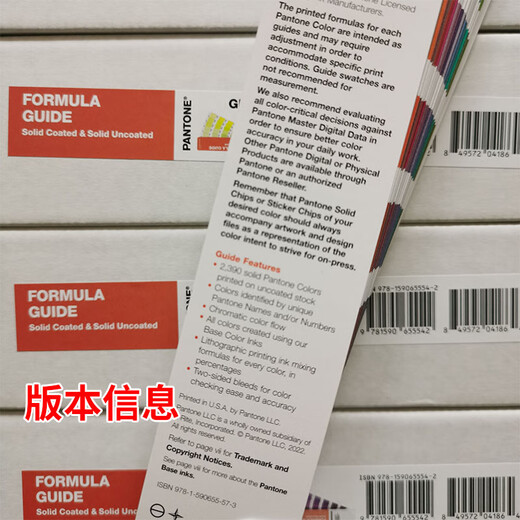 The printed formulas for each
Pantone Color are intended as
guides and may require
adjustment in order to
accommodate specific print
conditions. Guide swatches are
not recommended for
measurement.
We also recommend evaluating
all color-critical decisions against
Pantone Master Digital Data in
order to ensure better color
accuracy in your daily work.
Other Pantone Digital or Physical
Products are available through
Pantone or an authorized
Pantone Reseller.
Remember that Pantone Solid
Chips or Sticker Chips of your
desired color should always
accompany artwork and design
files as a representation of the
color intent to strive for on-press.
Guide Features
• 2,390 solid Pantone Colors
printed on uncoated stock
• Colors identified by unique
Pantone Names and/or Numbers
• Chromatic color flow
• All colors created using our
Base Color Inks
• Lithographic printing ink mixing
formulas for every color, in
percentages
• Two-sided bleeds for color
checking ease and accuracy
Printed in U.S.A. by Pantone LLC.
Pantone LLC is a wholly owned subsidiary of
Rite, Incorporated. © Pantone LLC, 2022.
All rights reserved.
Refer to page vii for Trademark and
Copyright Notices.
See page viii for more about the Pantone
Base inks.
ISBN 978-1-590655-57-3
FORMULA
GUIDE
Solid Coated & Solid Uncoated
PANTONE®
8 49572 04186
FORMULA
GUIDE
Solid Coated & Solid Uncoated
978-159065554-2
9 781590 655542
8 49572 04186
版本信息
FORMULA
GUIDE
Solid Coated & Solid Uncoated
ISBN 978-159065554-2
9 781590 655542
8 49572 04186